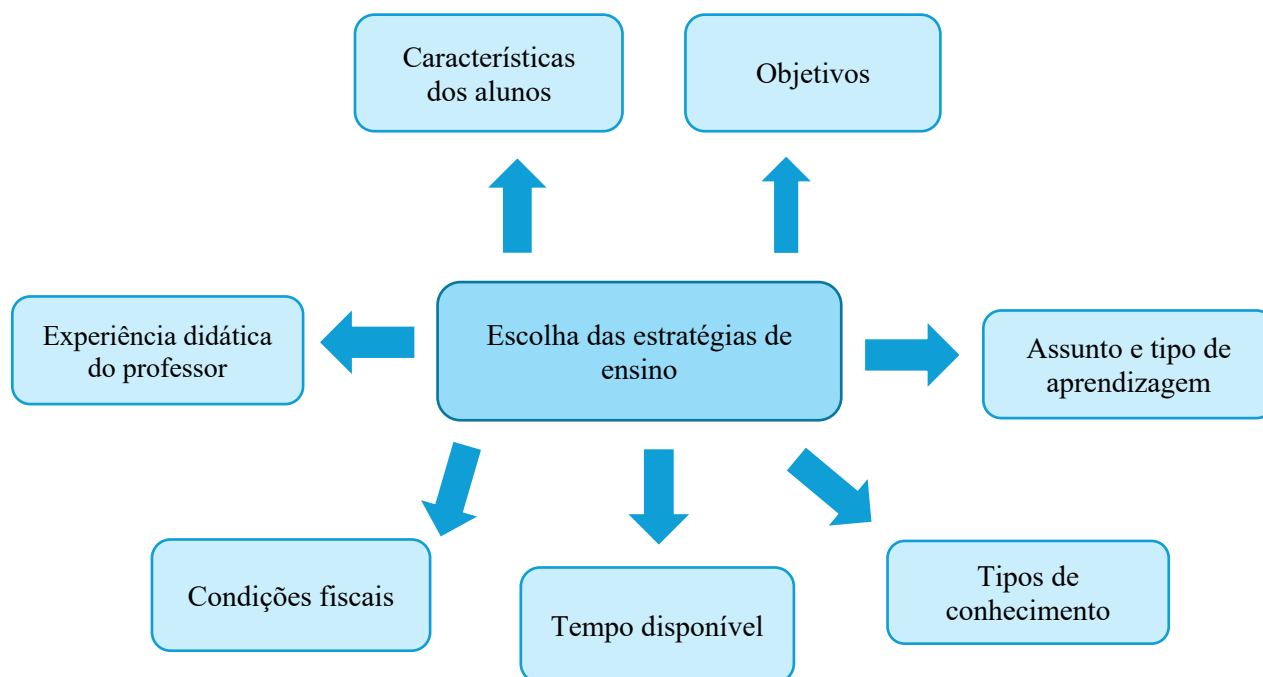 Características
dos alunos
Objetivos
Experiência didática
do professor
Escolha das estratégias de
ensino
Assunto e tipo de
aprendizagem
Condições fiscais
Tempo disponível
Tipos de
conhecimento